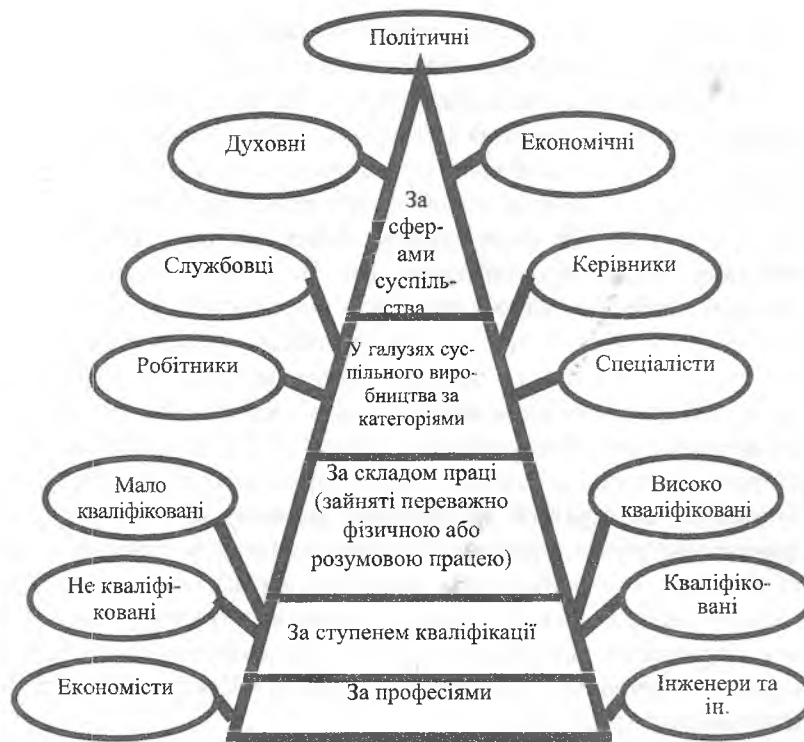 Політичні
Духовні
Економічні
За
сфер-
ами
суспіль-
ства
Службовці
Керівники
Робітники
У галузях сус-
пільного виро-
бництва за
категоріями
Спеціалісти
Мало
кваліфіковані
За складом праці
(зайняті переважно
фізичною або
розумовою працею)
Високо
кваліфіковані
Не кваліфі-
ковані
Кваліфіко-
вані
За ступенем кваліфікації
Економісти
За професіями
Інженери та
ін.